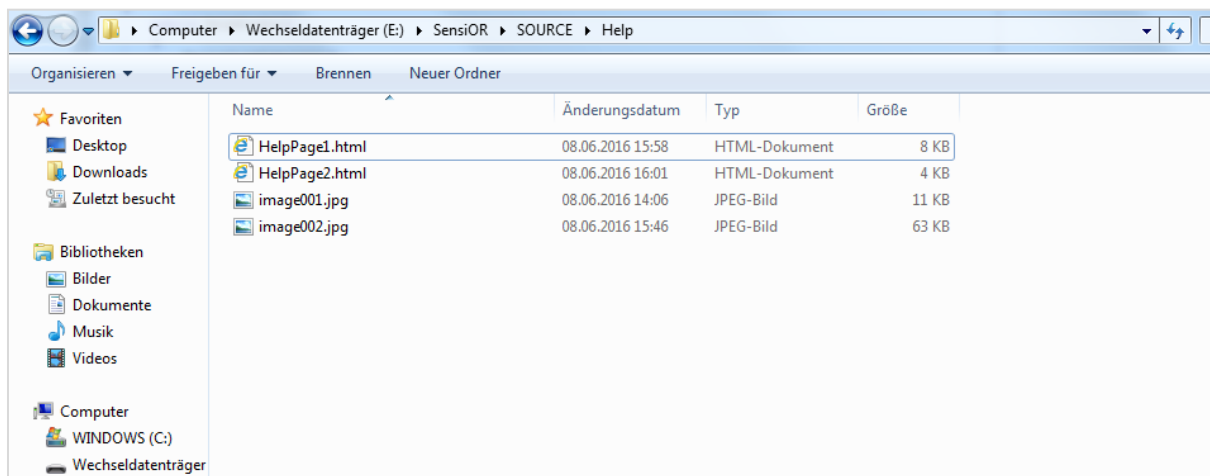 Computer Wechseldatenträger (E:) SensiOR SOURCE Help
Organisieren Freigeben für Brennen Neuer Ordner
Name Änderungsdatum Typ Größe
Favoriten
Desktop
Downloads
Zuletzt besucht
Bibliotheken
Bilder
Dokumente
Musik
Videos
Computer
WINDOWS (C:)
Wechseldatenträger
HelpPage1.html 08.06.2016 15:58 HTML-Dokument 8 KB
HelpPage2.html 08.06.2016 16:01 HTML-Dokument 4 KB
image001.jpg 08.06.2016 14:06 JPEG-Bild 11 KB
image002.jpg 08.06.2016 15:46 JPEG-Bild 63 KB